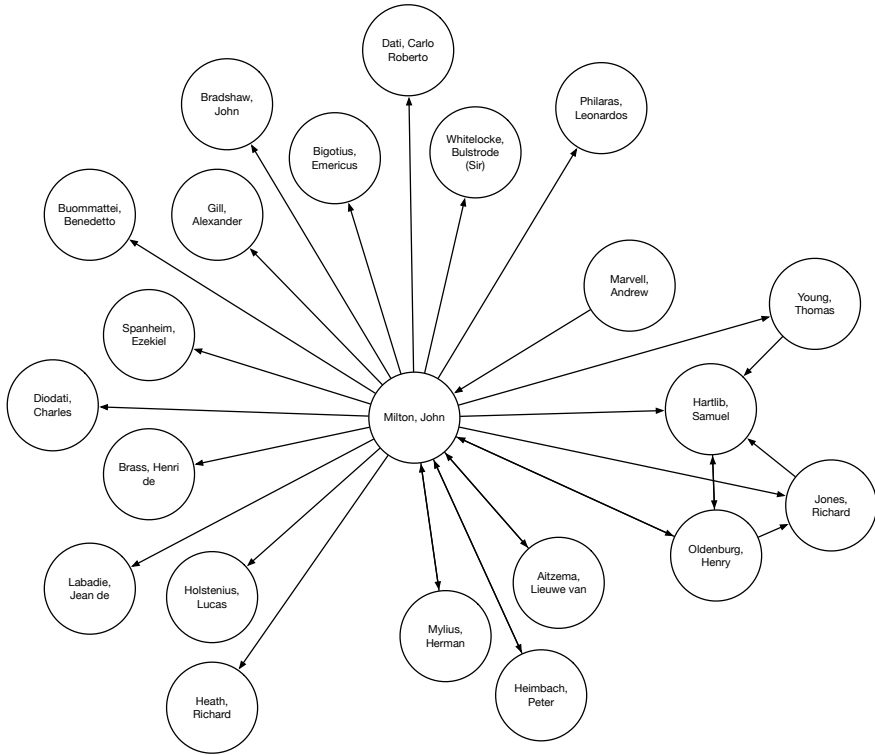 Dati, Carlo
Roberto
Bradshaw,
John
Philaras,
Leonardos
Bigotius,
Emericus
Whitelocke,
Bulstrode
(Sir)
Buommattei,
Benedetto
Gill,
Alexander
Marvell,
Andrew
Young,
Thomas
Spanheim,
Ezekiel
Diodati,
Charles
Milton, John
Hartlib,
Samuel
Brass, Henri
de
Jones,
Richard
Oldenburg,
Henry
Labadie,
Jean de
Holstenius,
Lucas
Aitzema,
Lieuwe van
Mylius,
Herman
Heimbach,
Peter
Heath,
Richard